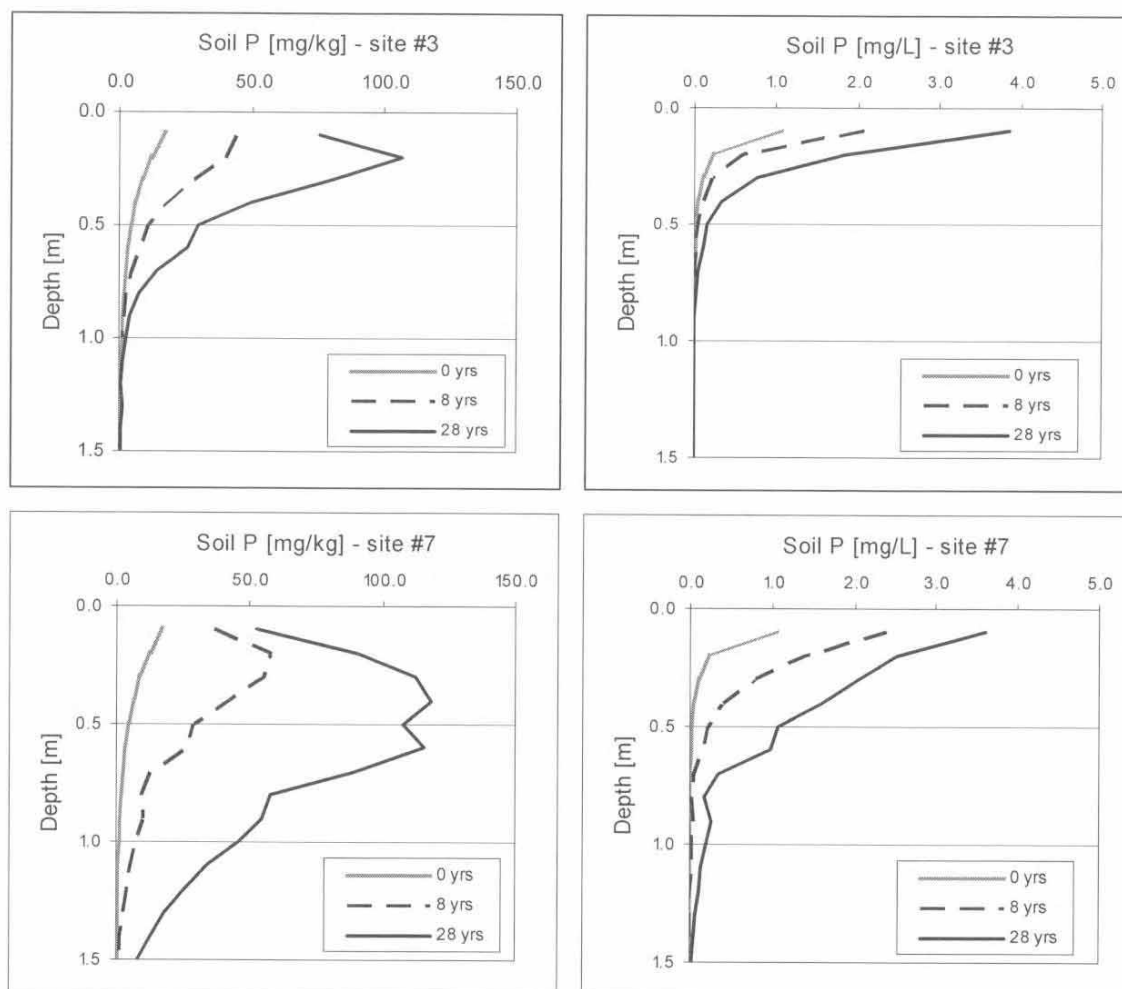 Soil P [mg/kg] - site #3
0.0 50.0 100.0 150.0
0.0
0.5
1.0
1.5
Depth [m]
0 yrs
8 yrs
28 yrs
Soil P [mg/L] - site #3
0.0 1.0 2.0 3.0 4.0 5.0
0.0
0.5
1.0
1.5
Depth [m]
0 yrs
8 yrs
28 yrs
Soil P [mg/kg] - site #7
0.0 50.0 100.0 150.0
0.0
0.5
1.0
1.5
Depth [m]
0 yrs
8 yrs
28 yrs
Soil P [mg/L] - site #7
0.0 1.0 2.0 3.0 4.0 5.0
0.0
0.5
1.0
1.5
Depth [m]
0 yrs
8 yrs
28 yrs